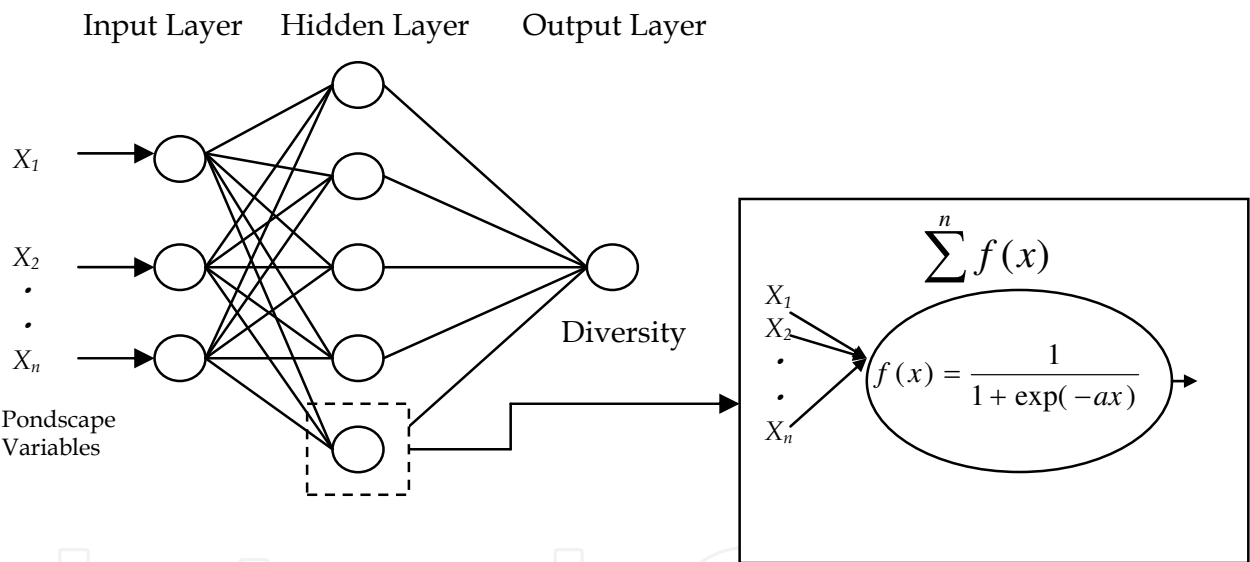 Input Layer Hidden Layer Output Layer
X₁
X₂
.
.
Xₙ
Pondscape
Variables
Diversity
n
∑ f(x)
X₁
X₂
.
.
Xₙ
f(x) = 1 / (1 + exp(−ax))